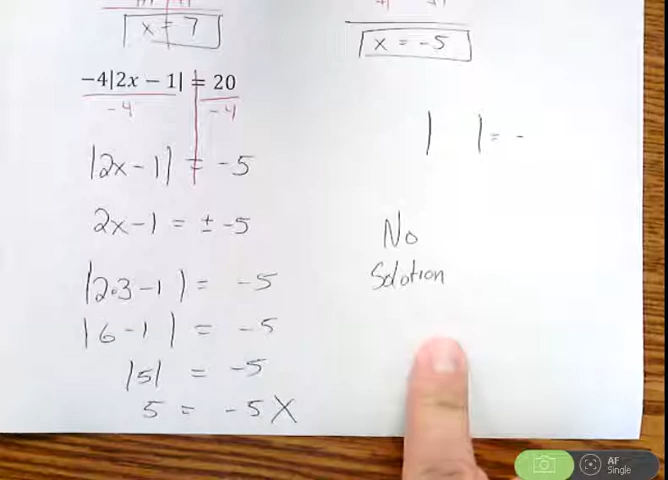 x = 7
x = -5
-4|2x - 1| = 20
-4 -4
|2x - 1| = -5
| | = -
2x - 1 = ± -5
No
Solution
|2·3 - 1| = -5
|6 - 1| = -5
|5| = -5
5 = -5 X
AF
Single